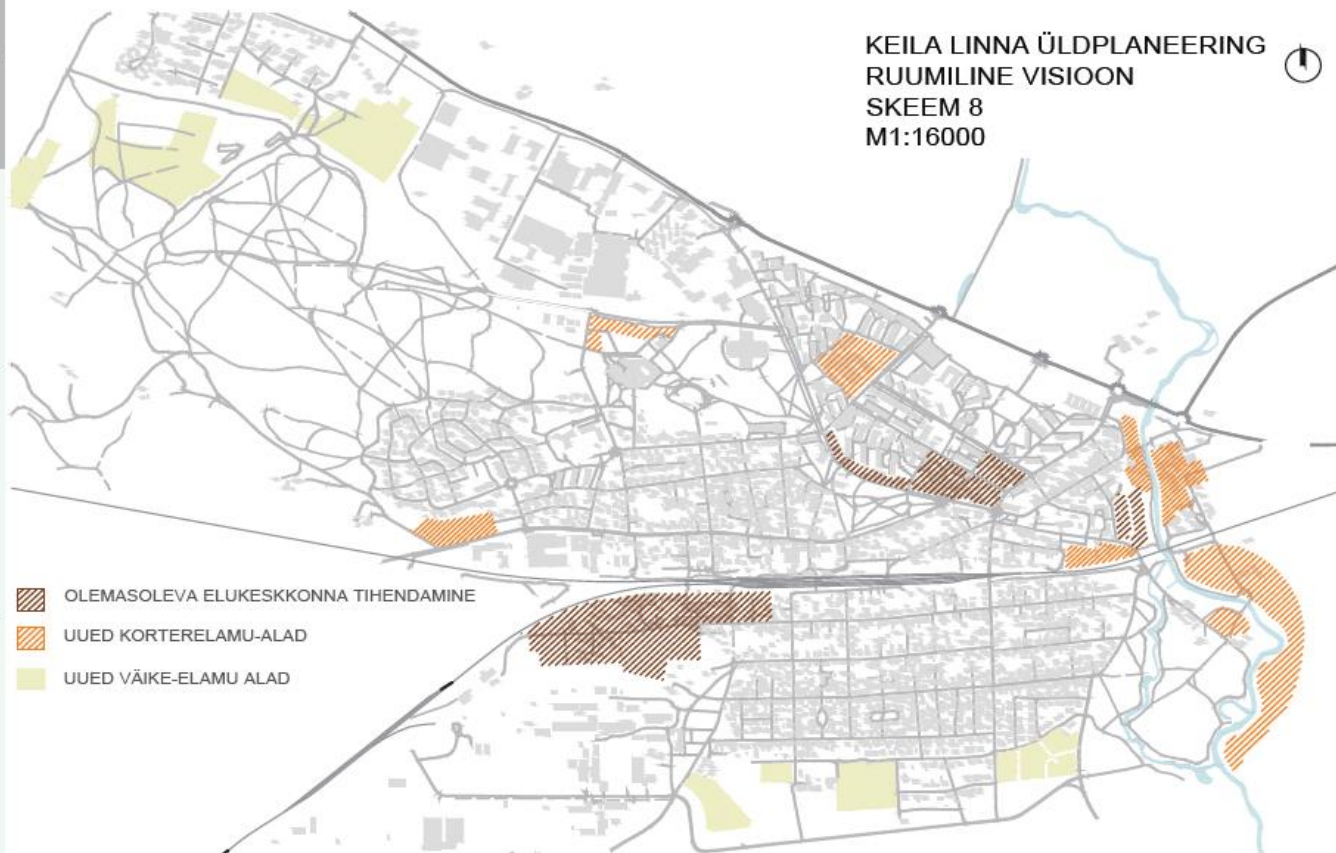 KEILA LINNA ÜLDPLANEERING
RUUMILINE VISIOON
SKEEM 8
M1:16000
OLEMASOLEVA ELUKESKKONNA TIHENDAMINE
UUED KORTERELAMU-ALAD
UUED VÄIKE-ELAMU ALAD